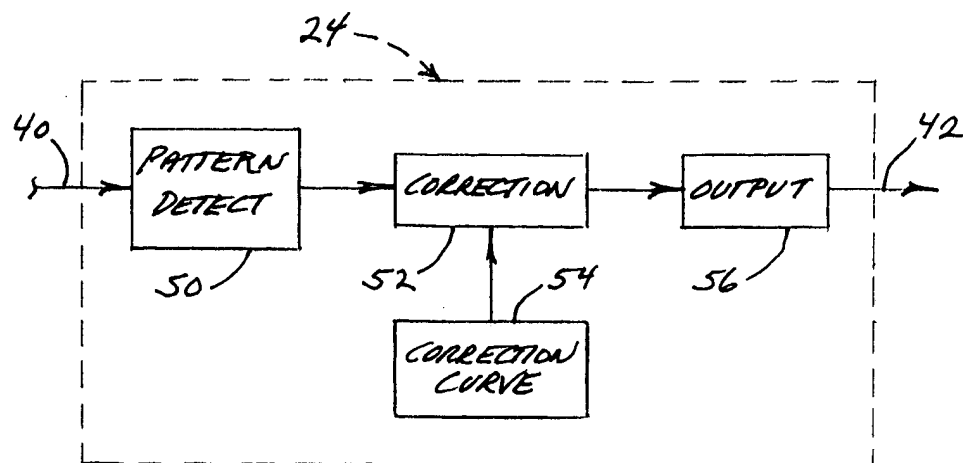 24
40
42
PATTERN
DETECT
CORRECTION
OUTPUT
50
52
54
56
CORRECTION
CURVE